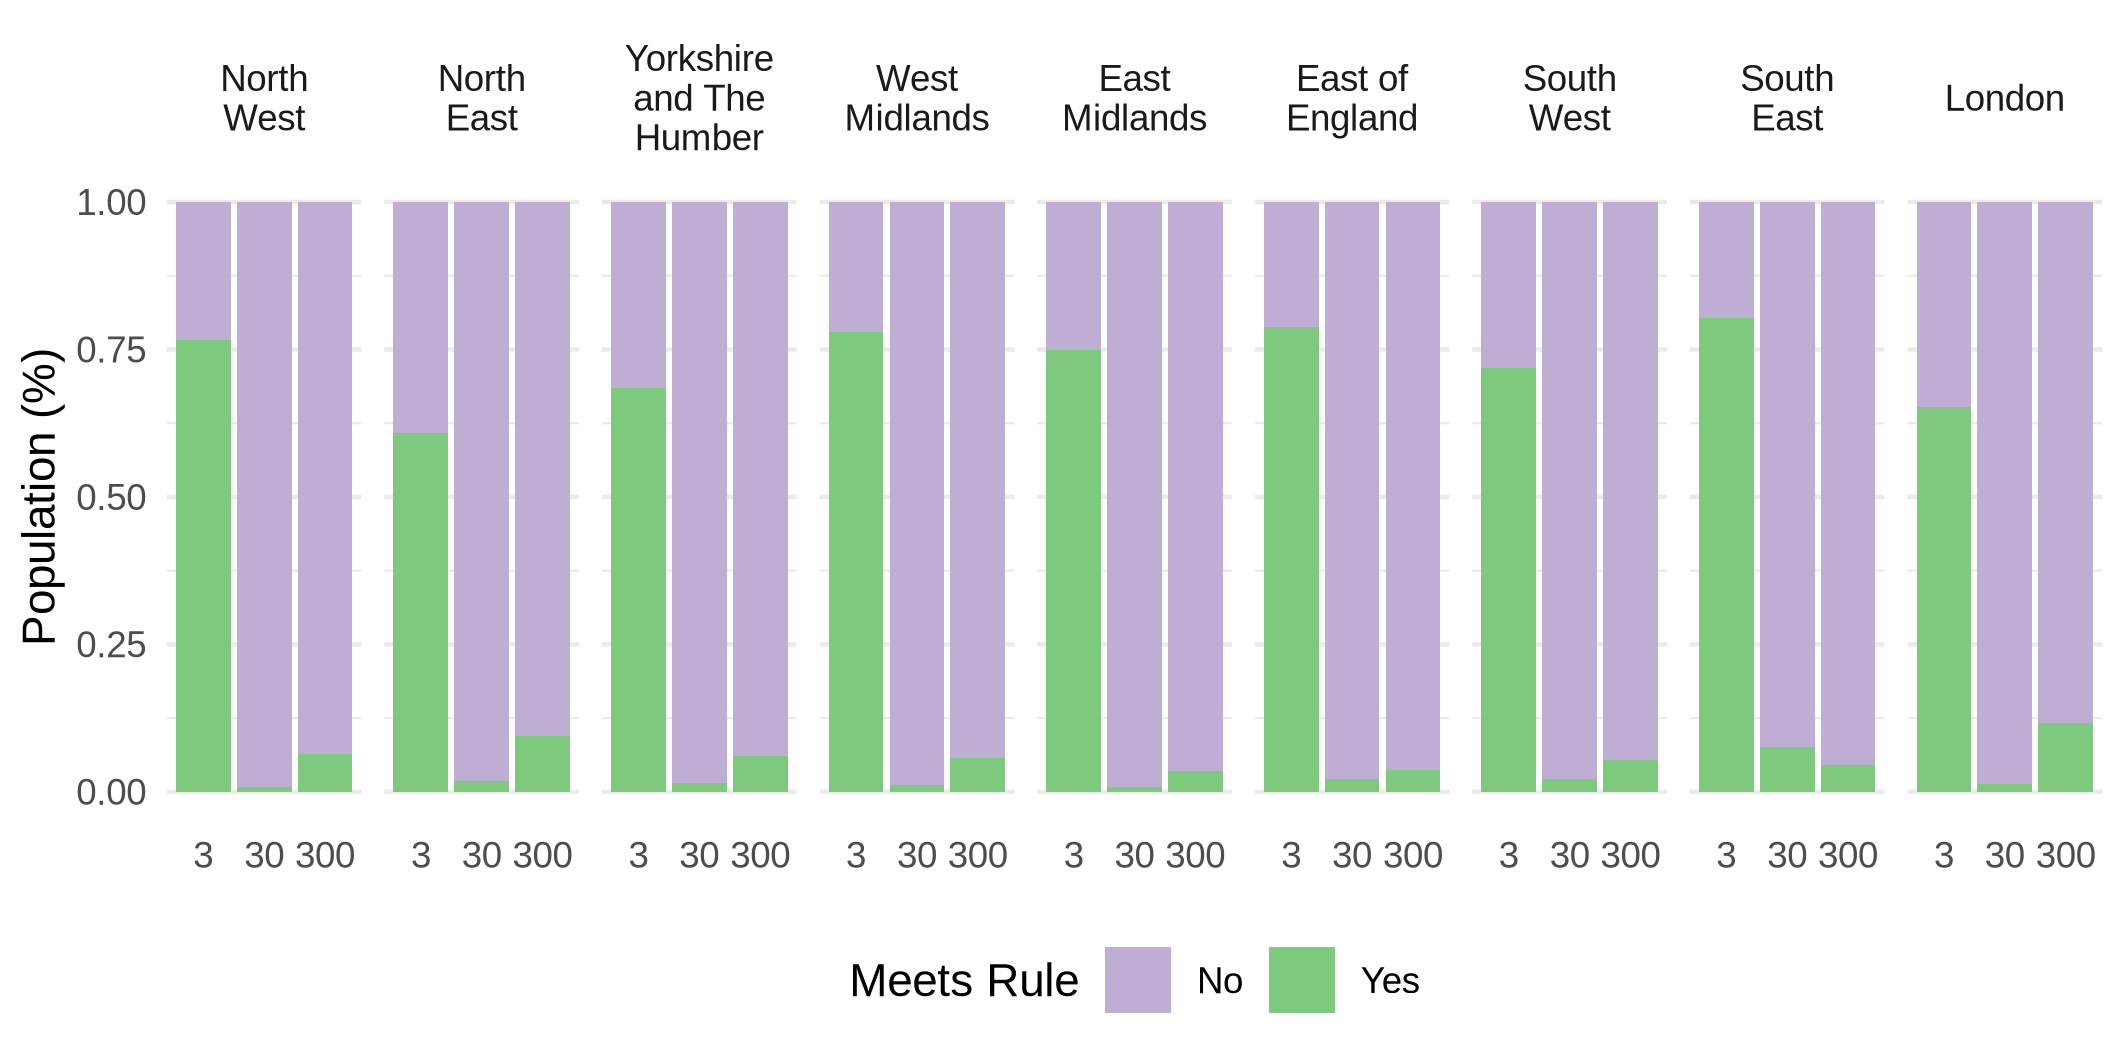 North
West
North
East
Yorkshire
and The
Humber
West
Midlands
East
Midlands
East of
England
South
West
South
East
London
Population (%)
1.00
0.75
0.50
0.25
0.00
3 30 300
3 30 300
3 30 300
3 30 300
3 30 300
3 30 300
3 30 300
3 30 300
3 30 300
Meets Rule No Yes